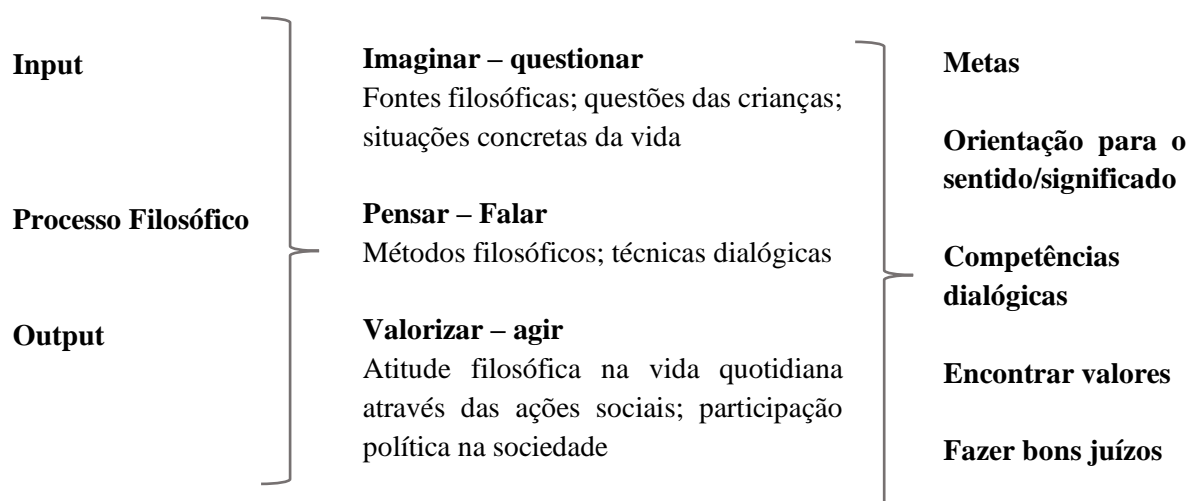 Input
Processo Filosófico
Output
Imaginar – questionar
Fontes filosóficas; questões das crianças;
situações concretas da vida
Pensar – Falar
Métodos filosóficos; técnicas dialógicas
Valorizar – agir
Atitude filosófica na vida quotidiana
através das ações sociais; participação
política na sociedade
Metas
Orientação para o
sentido/significado
Competências
dialógicas
Encontrar valores
Fazer bons juízos